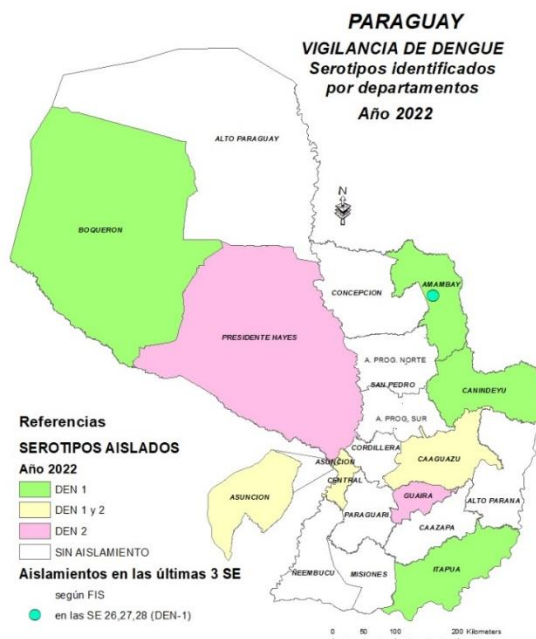 PARAGUAY
VIGILANCIA DE DENGUE
Serotipos identificados
por departamentos
Año 2022
ALTO PARAGUAY
N
BOQUERON
AMAMBAY
CONCEPCION
PRESIDENTE HAYES
A. PROG. NORTE
SAN PEDRO
CANINDEYU
A. PROG. SUR
CORDILLERA
ASUNCION
CAAGUAZU
CENTRAL
ASUNCION
GUAIRA
ALTO PARANA
PARAGUARI
CAAZAPA
ÑEEMBUCU
MISIONES
ITAPUA
Referencias
SEROTIPOS AISLADOS
Año 2022
DEN 1
DEN 1 y 2
DEN 2
SIN AISLAMIENTO
Aislamientos en las últimas 3 SE
según FIS
en las SE 26,27,28 (DEN-1)
0 50 100 200 Kilometers